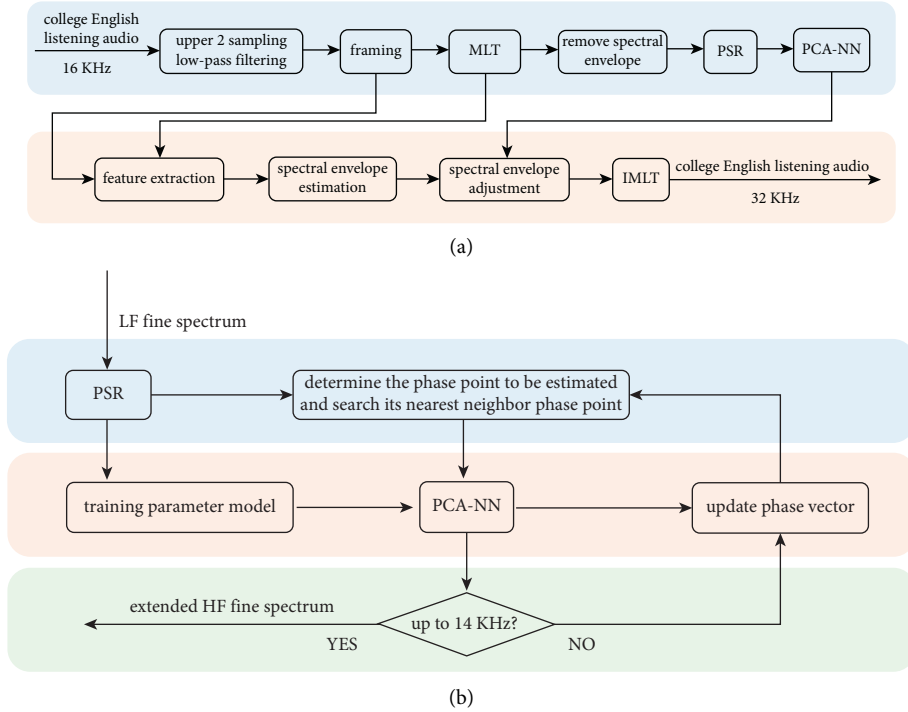 college English
listening audio
16 KHz
upper 2 sampling
low-pass filtering
framing
MLT
remove spectral
envelope
PSR
PCA-NN
feature extraction
spectral envelope
estimation
spectral envelope
adjustment
IMLT
college English listening audio
32 KHz
(a)
LF fine spectrum
PSR
determine the phase point to be estimated
and search its nearest neighbor phase point
training parameter model
PCA-NN
update phase vector
extended HF fine spectrum
YES
up to 14 KHz?
NO
(b)